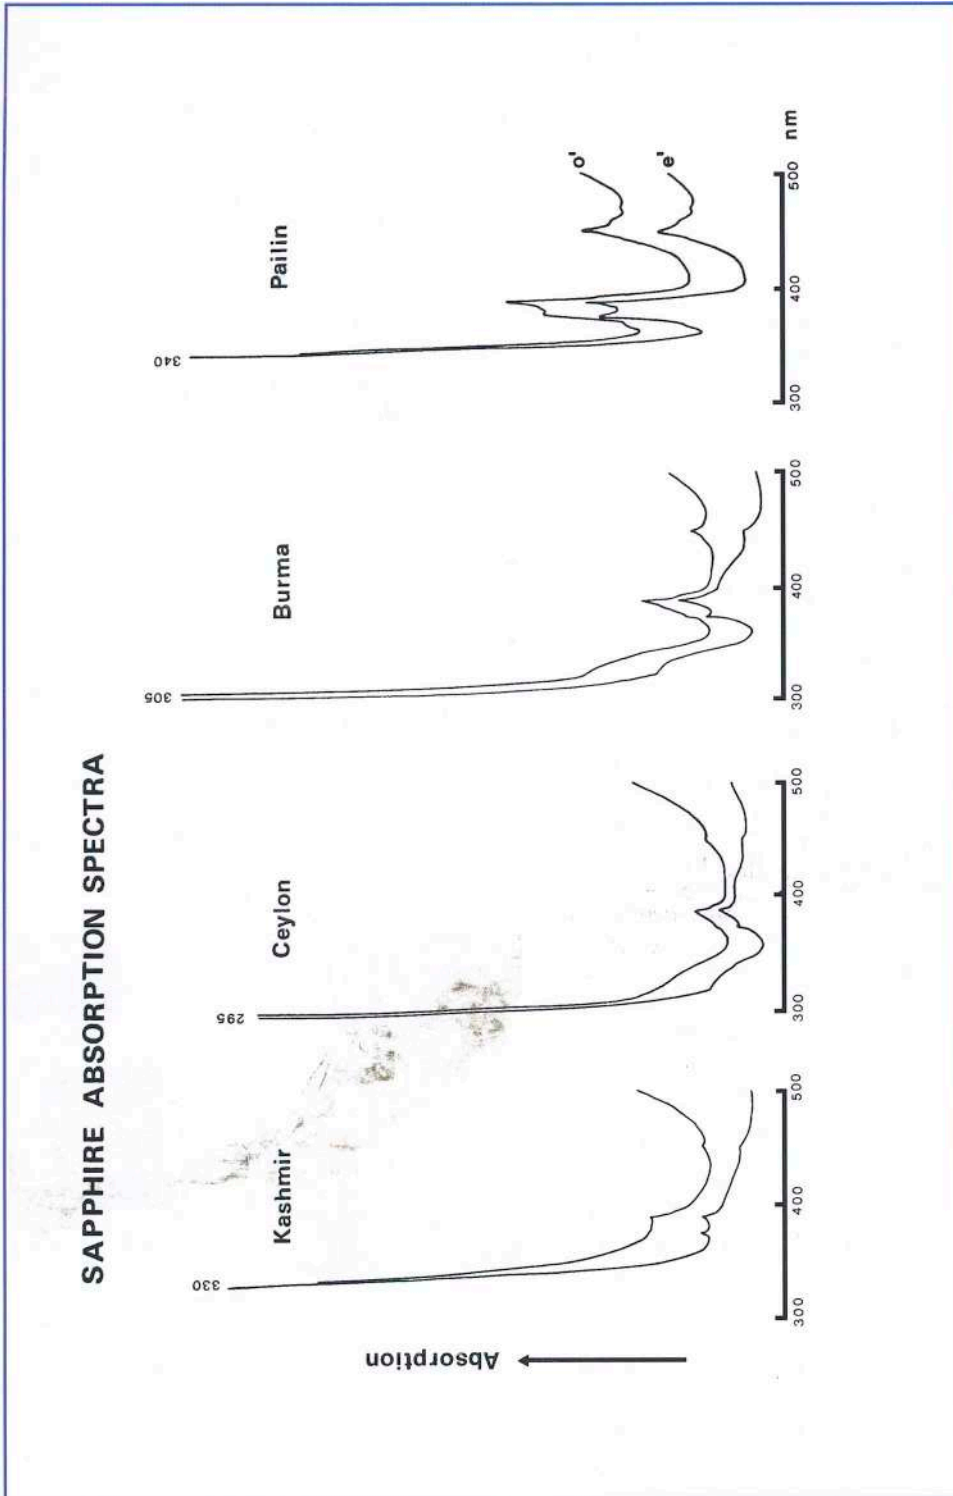 SAPPHIRE ABSORPTION SPECTRA
Kashmir
Ceylon
Burma
Pailin
330
295
305
340
Absorption
o'
e'
300 400 500
300 400 500
300 400 500
300 400 500 nm